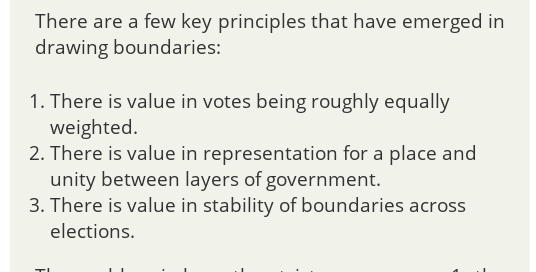 There are a few key principles that have emerged in
drawing boundaries:
1. There is value in votes being roughly equally
weighted.
2. There is value in representation for a place and
unity between layers of government.
3. There is value in stability of boundaries across
elections.